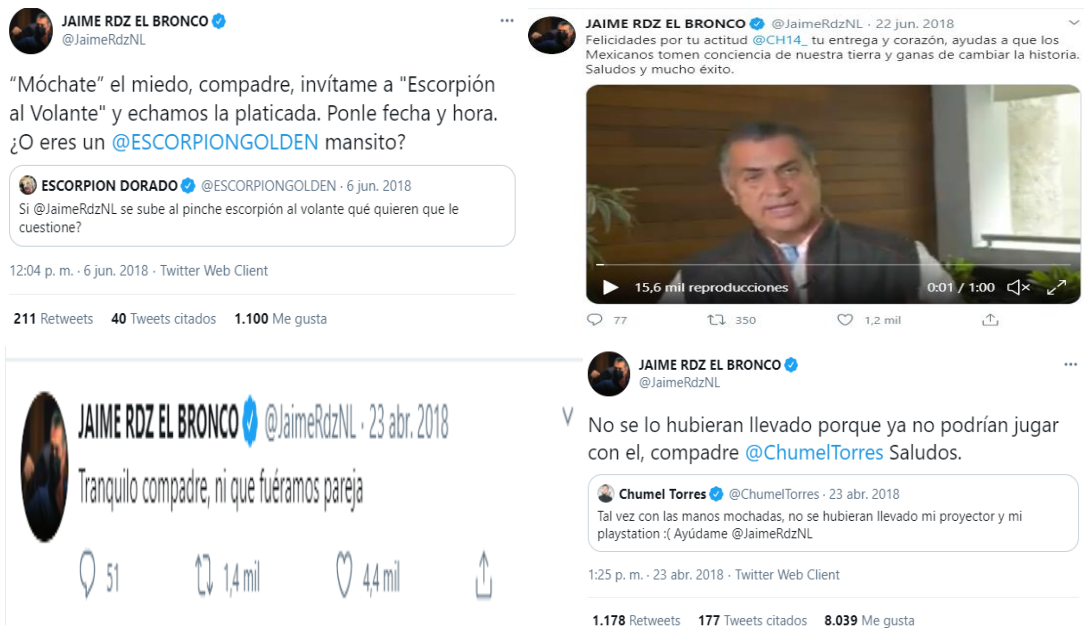 JAIME RDZ EL BRONCO
@JaimeRdzNL
“Móchate” el miedo, compadre, invítame a "Escorpión
al Volante" y echamos la platicada. Ponle fecha y hora.
¿O eres un @ESCORPIONGOLDEN mansito?
ESCORPION DORADO @ESCORPIONGOLDEN · 6 jun. 2018
Si @JaimeRdzNL se sube al pinche escorpión al volante qué quieren que le
cuestione?
12:04 p. m. · 6 jun. 2018 · Twitter Web Client
211 Retweets 40 Tweets citados 1.100 Me gusta
JAIME RDZ EL BRONCO @JaimeRdzNL · 22 jun. 2018
Felicidades por tu actitud @CH14_ tu entrega y corazón, ayudas a que los
Mexicanos tomen conciencia de nuestra tierra y ganas de cambiar la historia.
Saludos y mucho éxito.
15,6 mil reproducciones 0:01 / 1:00
77 350 1,2 mil
JAIME RDZ EL BRONCO @JaimeRdzNL · 23 abr. 2018
Tranquilo compadre, ni que fuéramos pareja
51 1,4 mil 4,4 mil
JAIME RDZ EL BRONCO
@JaimeRdzNL
No se lo hubieran llevado porque ya no podrían jugar
con el, compadre @ChumelTorres Saludos.
Chumel Torres @ChumelTorres · 23 abr. 2018
Tal vez con las manos mochadas, no se hubieran llevado mi proyector y mi
playstation :( Ayúdame @JaimeRdzNL
1:25 p. m. · 23 abr. 2018 · Twitter Web Client
1.178 Retweets 177 Tweets citados 8.039 Me gusta